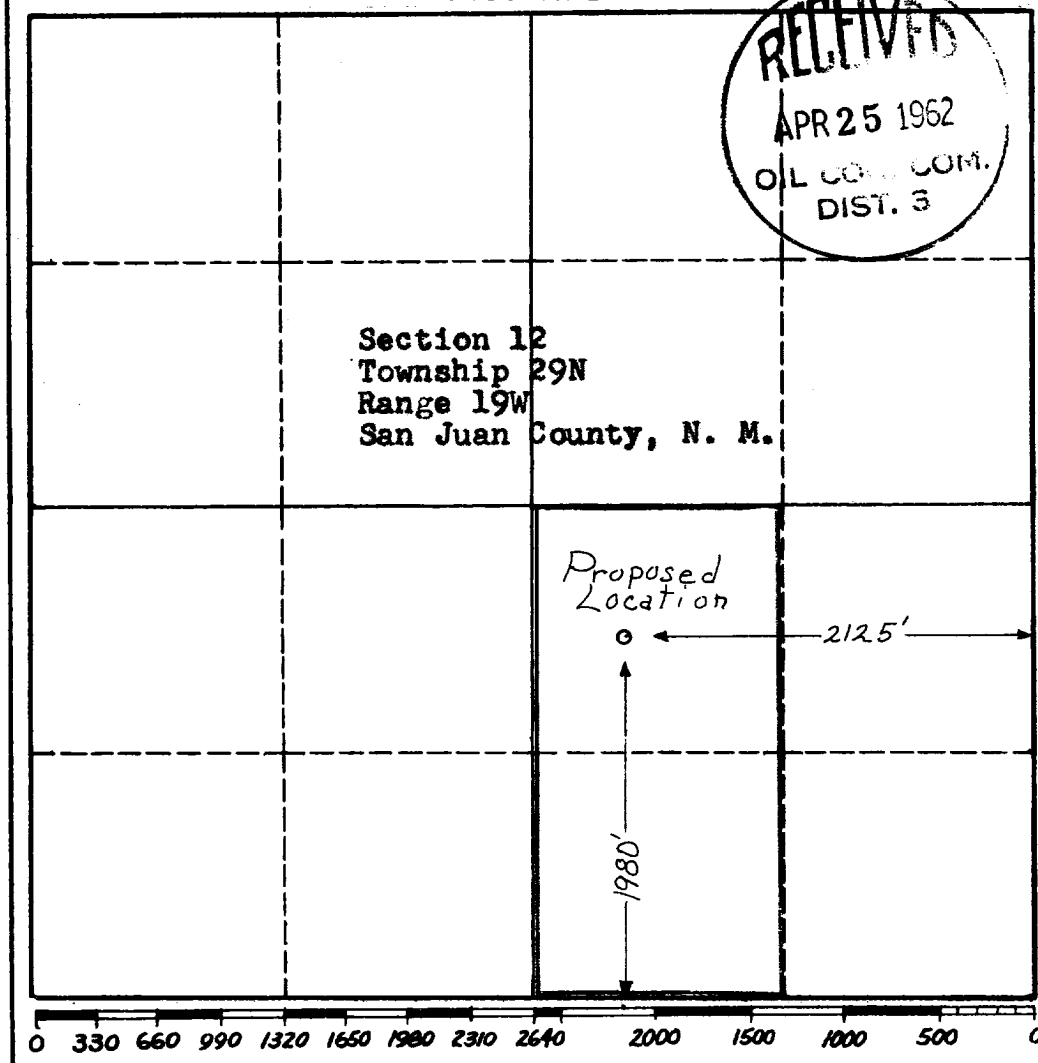 RECEIVED
APR 25 1962
OIL CON. COM.
DIST. 3
Section 12
Township 29N
Range 19W
San Juan County, N. M.
Proposed
Location
2125'
1980'
0 330 660 990 1320 1650 1980 2310 2640 2000 1500 1000 500 0